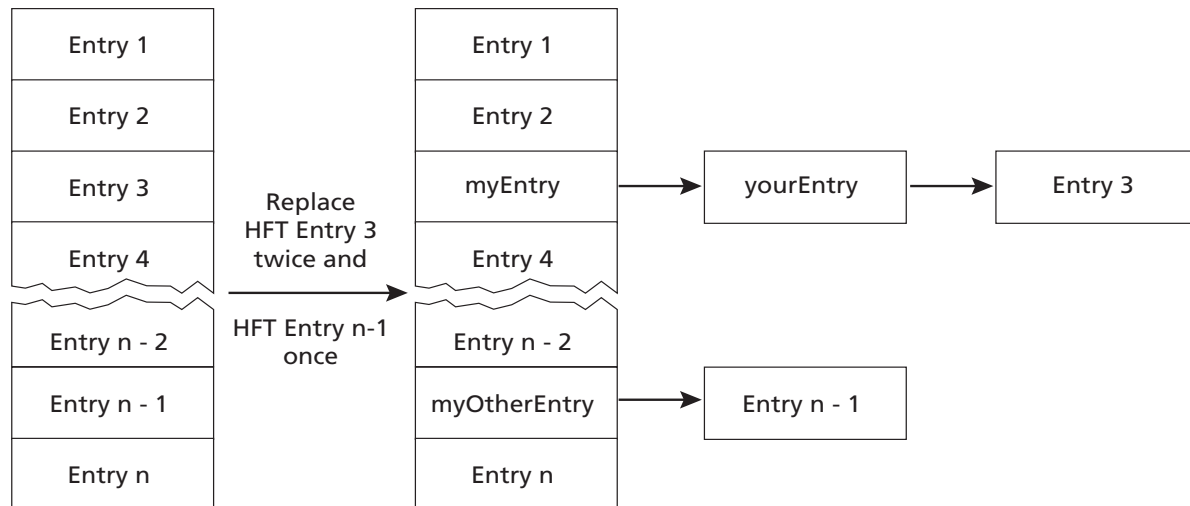 Entry 1
Entry 2
Entry 3
Entry 4
Entry n - 2
Entry n - 1
Entry n
Replace
HFT Entry 3
twice and
HFT Entry n-1
once
Entry 1
Entry 2
myEntry
Entry 4
Entry n - 2
myOtherEntry
Entry n
yourEntry
Entry 3
Entry n - 1